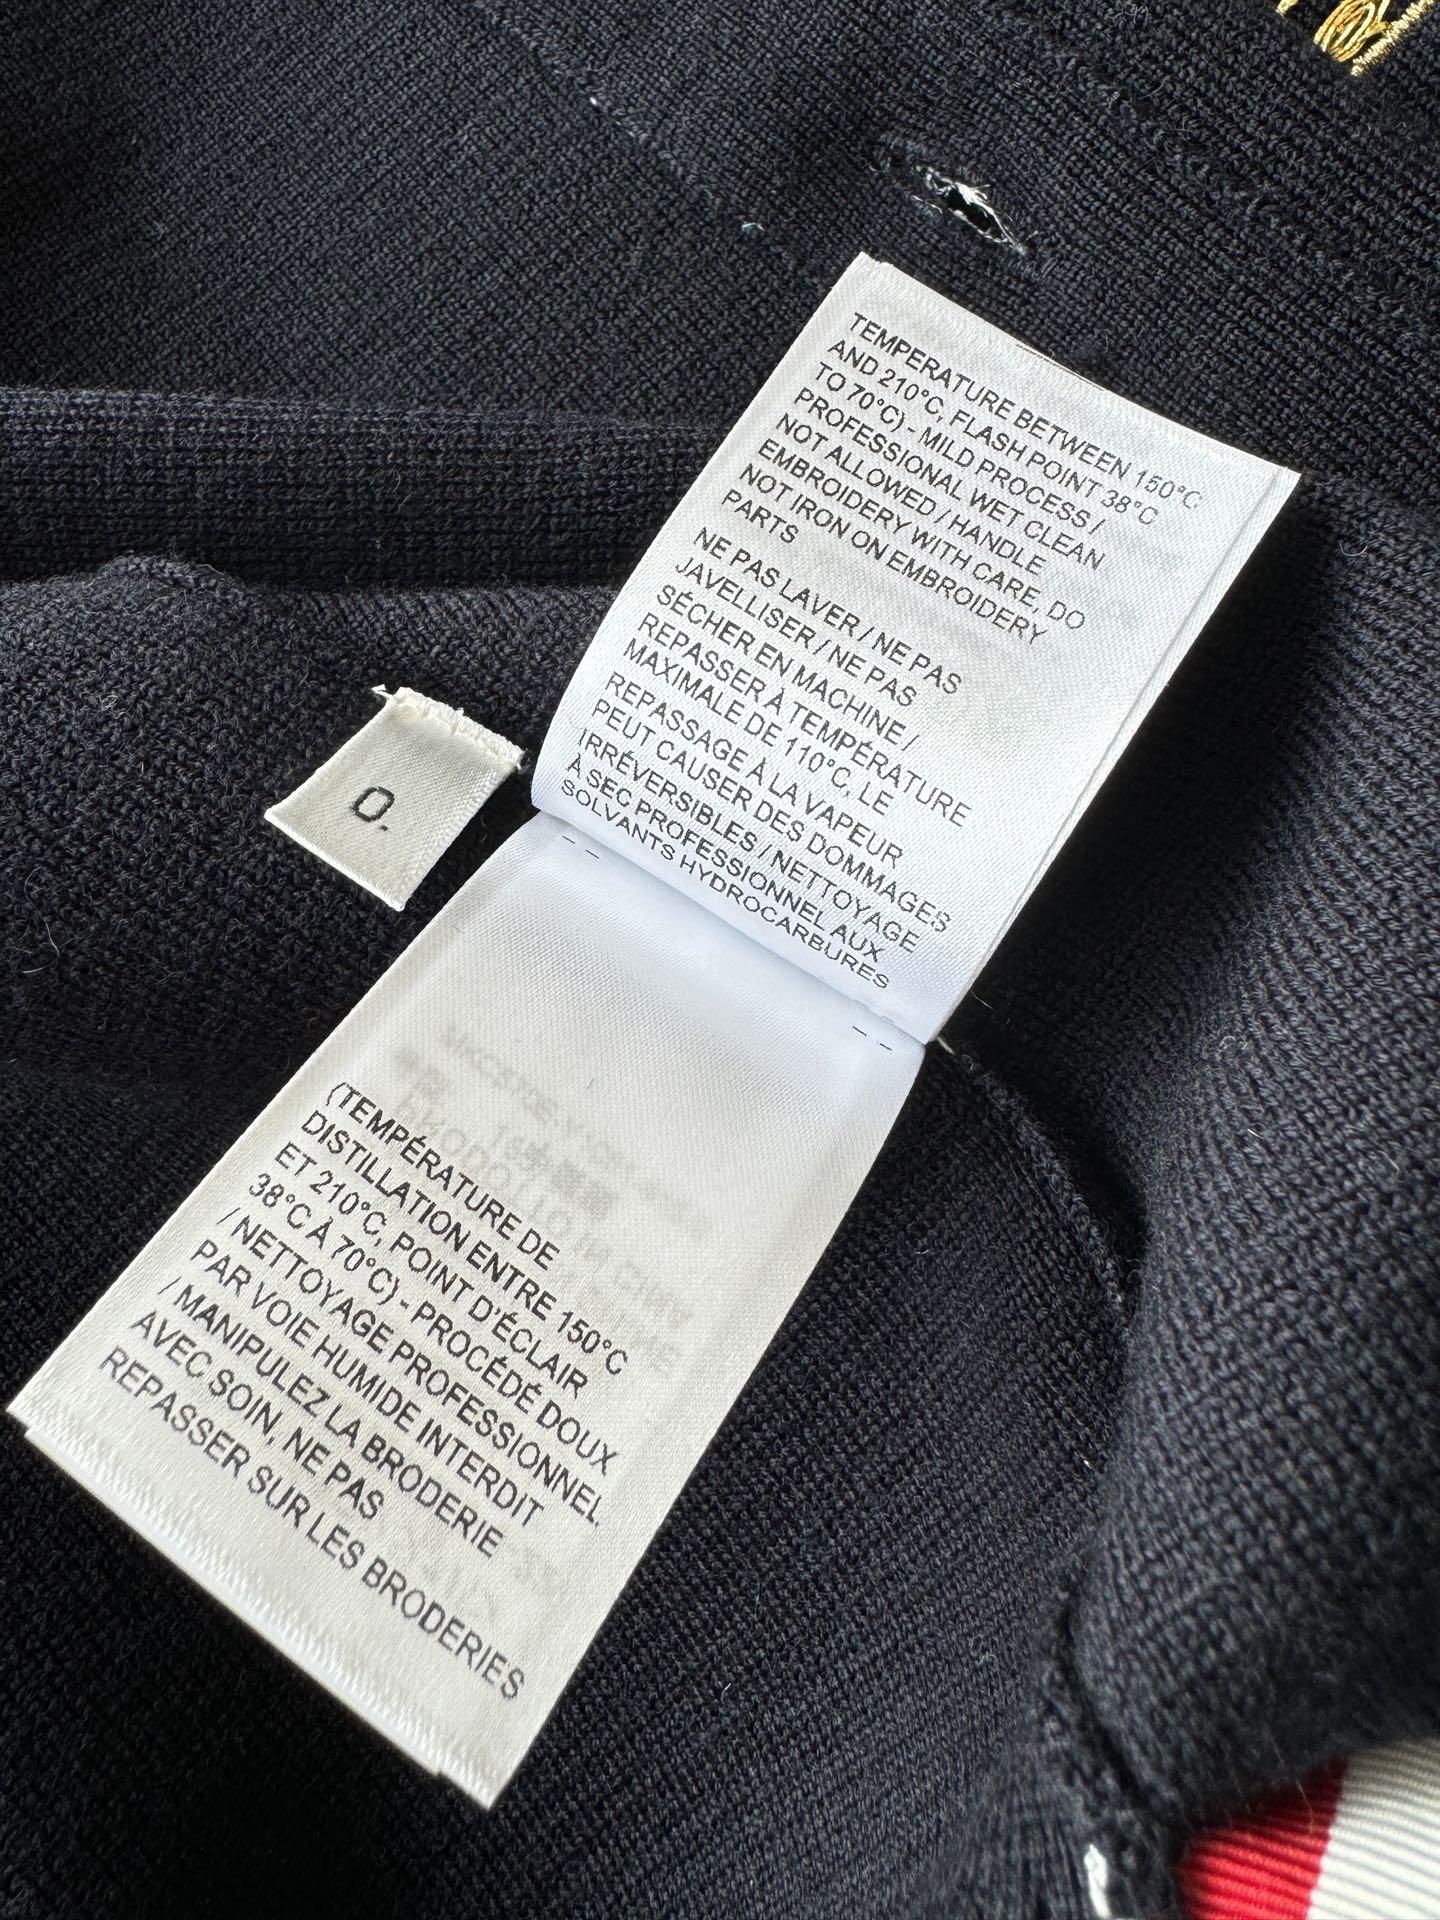 TEMPERATURE BETWEEN 150°C
AND 210°C, FLASH POINT 38°C
TO 70°C) - MILD PROCESS /
PROFESSIONAL WET CLEAN
NOT ALLOWED / HANDLE
EMBROIDERY WITH CARE, DO
NOT IRON ON EMBROIDERY
PARTS
NE PAS LAVER / NE PAS
JAVELLISER / NE PAS
SÉCHER EN MACHINE /
REPASSER À TEMPÉRATURE
MAXIMALE DE 110°C, LE
REPASSAGE À LA VAPEUR
PEUT CAUSER DES DOMMAGES
IRRÉVERSIBLES / NETTOYAGE
À SEC PROFESSIONNEL AUX
SOLVANTS HYDROCARBURES
O.
(TEMPÉRATURE DE
DISTILLATION ENTRE 150°C
ET 210°C, POINT D'ÉCLAIR
38°C À 70°C) - PROCÉDÉ DOUX
/ NETTOYAGE PROFESSIONNEL
PAR VOIE HUMIDE INTERDIT
/ MANIPULEZ LA BRODERIE
AVEC SOIN, NE PAS
REPASSER SUR LES BRODERIES